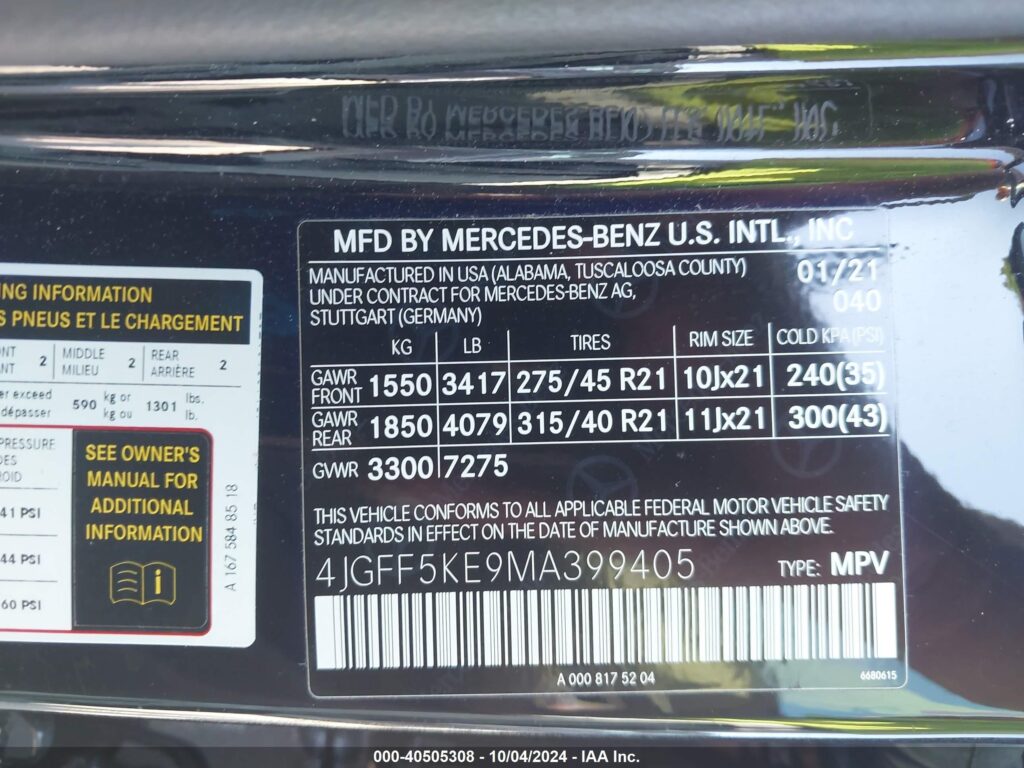 MFD BY MERCEDES-BENZ U.S. INTL., INC
MANUFACTURED IN USA (ALABAMA, TUSCALOOSA COUNTY) 01/21
UNDER CONTRACT FOR MERCEDES-BENZ AG, 040
STUTTGART (GERMANY)
KG LB TIRES RIM SIZE COLD KPA (PSI)
GAWR FRONT 1550 3417 275/45 R21 10Jx21 240(35)
GAWR REAR 1850 4079 315/40 R21 11Jx21 300(43)
GVWR 3300 7275
THIS VEHICLE CONFORMS TO ALL APPLICABLE FEDERAL MOTOR VEHICLE SAFETY
STANDARDS IN EFFECT ON THE DATE OF MANUFACTURE SHOWN ABOVE.
4JGFF5KE9MA399405 TYPE: MPV
A 000 817 52 04 6680615
ING INFORMATION
S PNEUS ET LE CHARGEMENT
2 MIDDLE MILIEU 2 REAR ARRIÈRE 2
er exceed
dépasser 590 kg or kg ou 1301 lbs. lb.
PRESSURE
DES
41 PSI
44 PSI
60 PSI
SEE OWNER'S
MANUAL FOR
ADDITIONAL
INFORMATION
i
A 167 584 85 18
000-40505308 - 10/04/2024 - IAA Inc.